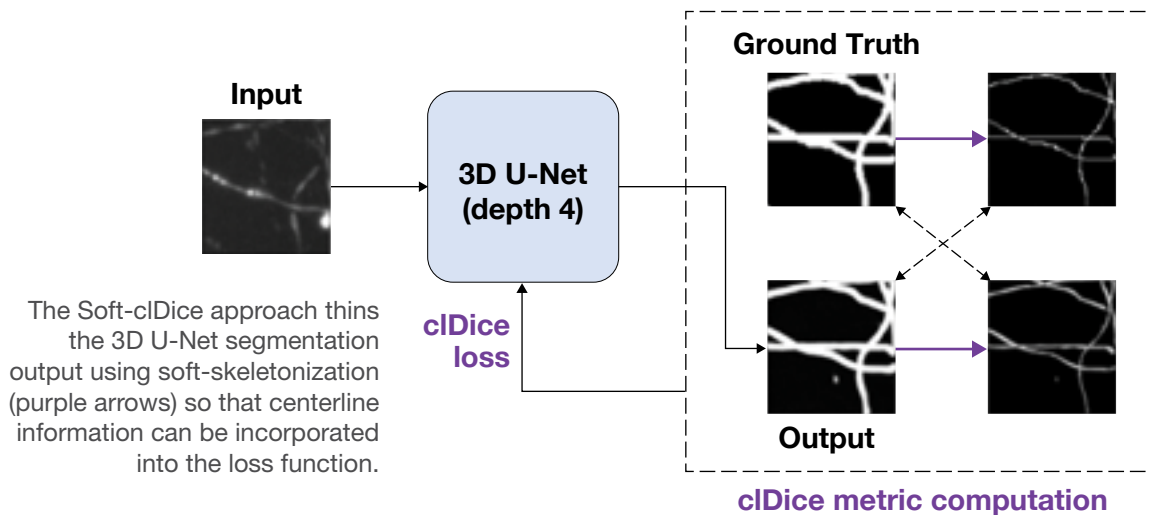 Input
3D U-Net
(depth 4)
The Soft-clDice approach thins
the 3D U-Net segmentation
output using soft-skeletonization
(purple arrows) so that centerline
information can be incorporated
into the loss function.
clDice
loss
Ground Truth
Output
clDice metric computation